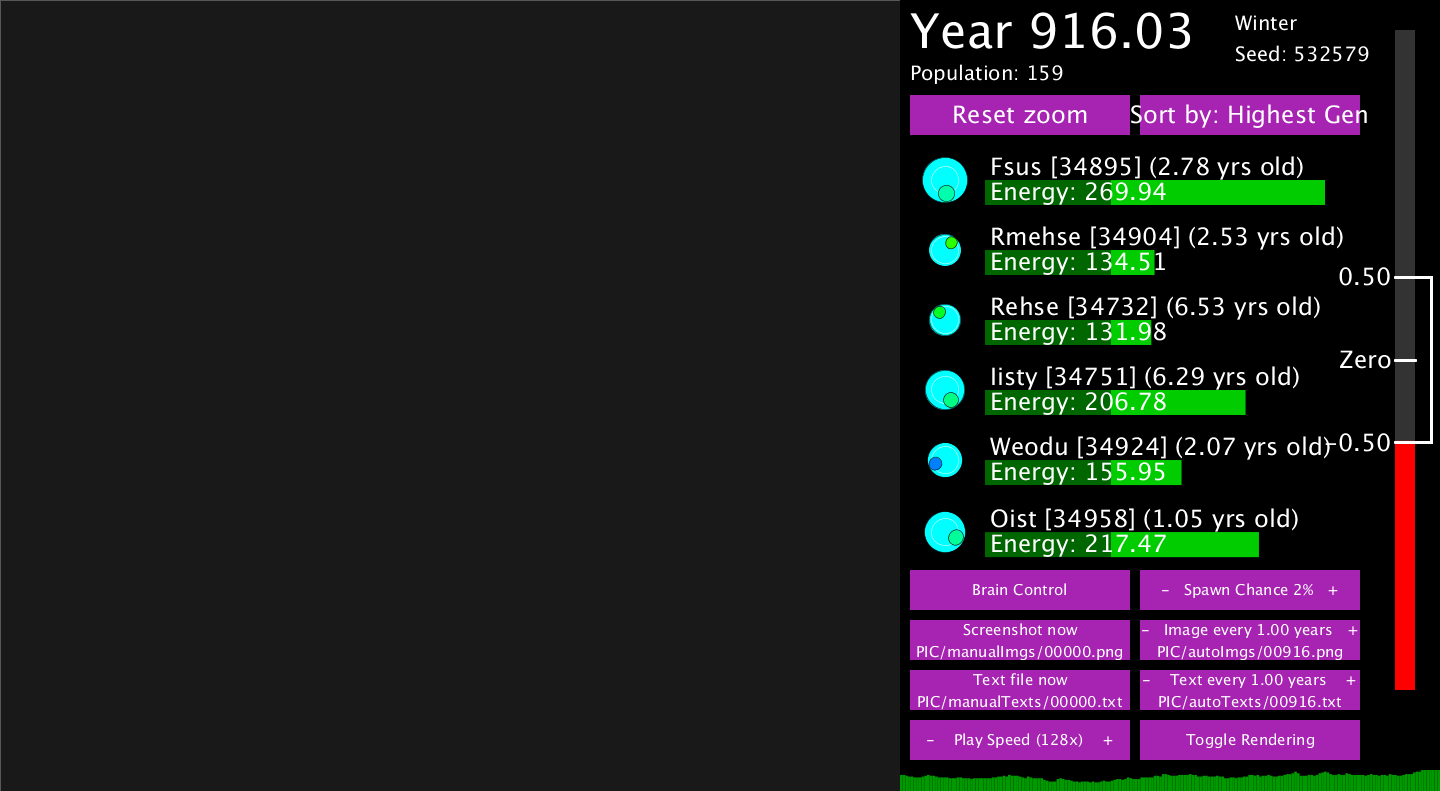 Year 916.03
Winter
Seed: 532579
Population: 159
Reset zoom
Sort by: Highest Gen
Fsus [34895] (2.78 yrs old)
Energy: 269.94
Rmehse [34904] (2.53 yrs old)
Energy: 134.51
0.50
Rehse [34732] (6.53 yrs old)
Energy: 131.98
Zero
Iisty [34751] (6.29 yrs old)
Energy: 206.78
Weodu [34924] (2.07 yrs old)
-0.50
Energy: 155.95
Oist [34958] (1.05 yrs old)
Energy: 217.47
Brain Control
- Spawn Chance 2% +
Screenshot now
PIC/manualImgs/00000.png
- Image every 1.00 years +
PIC/autoImgs/00916.png
Text file now
PIC/manualTexts/00000.txt
- Text every 1.00 years +
PIC/autoTexts/00916.txt
- Play Speed (128x) +
Toggle Rendering